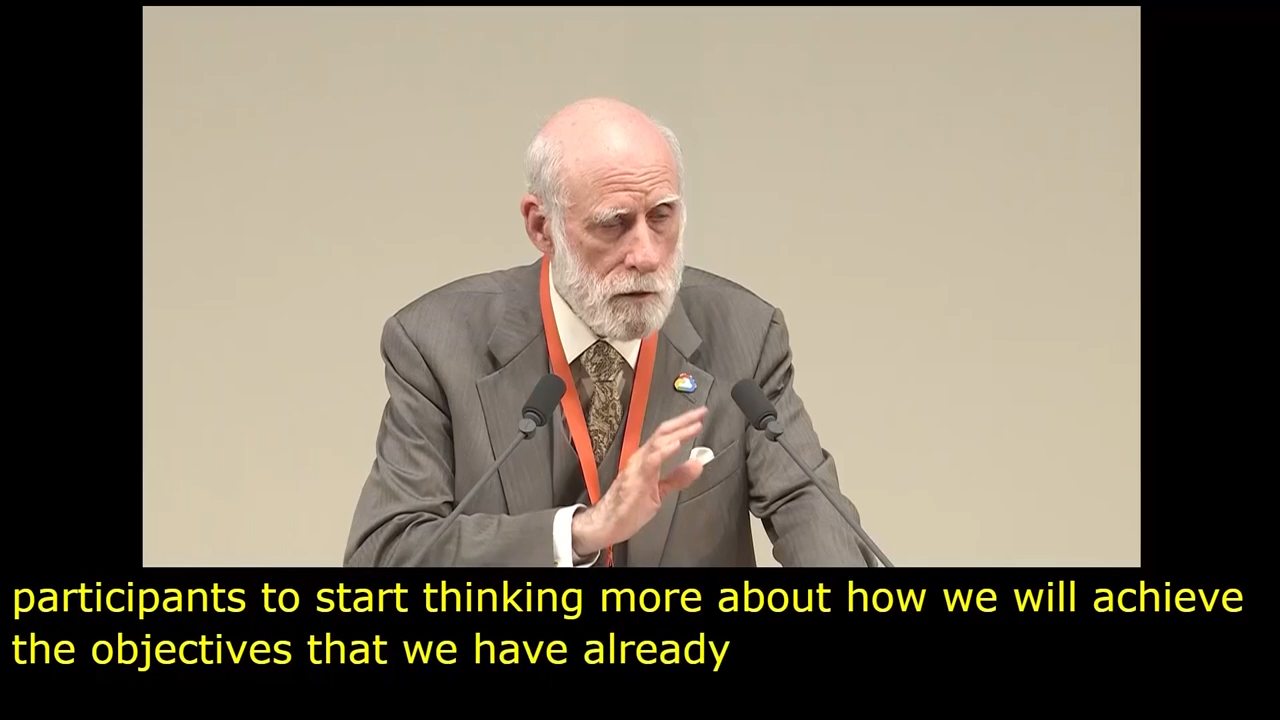 participants to start thinking more about how we will achieve
the objectives that we have already